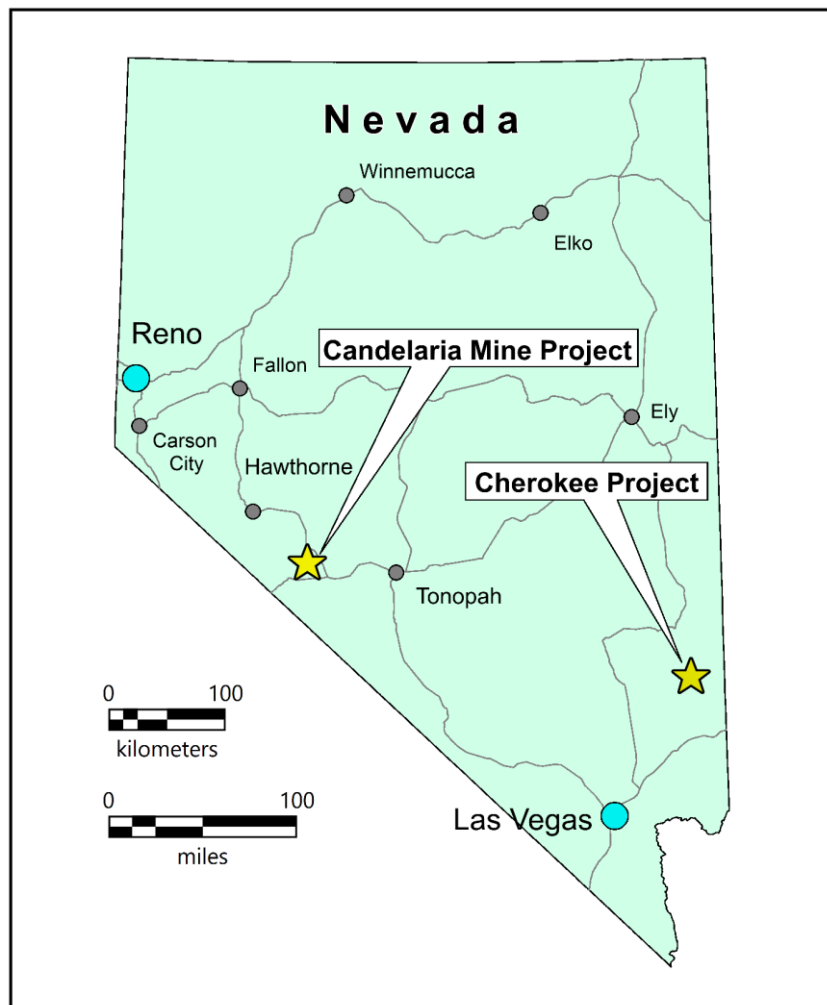 N e v a d a
Winnemucca
Elko
Reno
Candelaria Mine Project
Fallon
Ely
Carson
City
Hawthorne
Cherokee Project
Tonopah
0 100
kilometers
0 100
miles
Las Vegas